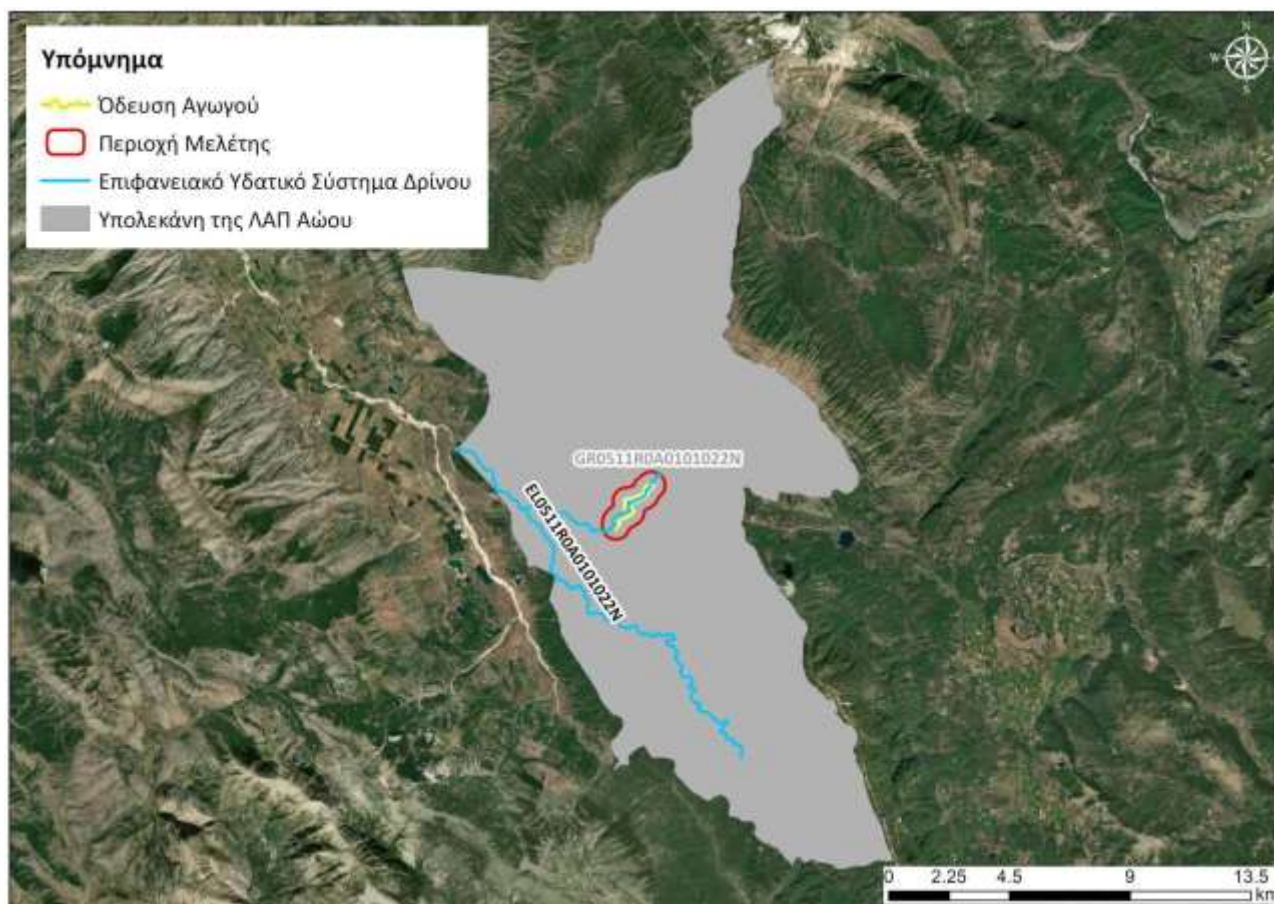 Υπόμνημα
Όδευση Αγωγού
Περιοχή Μελέτης
Επιφανειακό Υδατικό Σύστημα Δρίνου
Υπολεκάνη της ΛΑΠ Αώου
N
W
S
GR0511R0A0101022N
EL0511R0A0101022N
0 2.25 4.5 9 13.5
km